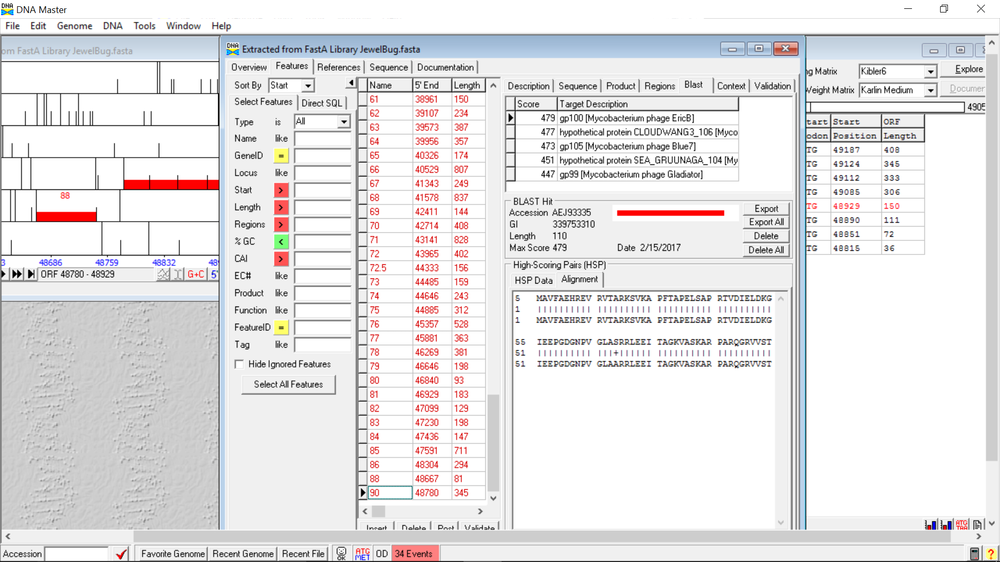 DNA Master
File Edit Genome DNA Tools Window Help
om FastA Library JewelBug.fasta
88
3 48686 48759 48832 48
ORF 48780 - 48929 G+C 5'
Extracted from FastA Library JewelBug.fasta
Overview Features References Sequence Documentation
Sort By Start
Select Features Direct SQL
Type is All
Name like
GeneID =
Locus like
Start >
Length >
Regions >
% GC <
CAI >
EC# like
Product like
Function like
FeatureID =
Tag like
Hide Ignored Features
Select All Features
Name 5' End Length
61 38961 150
62 39107 234
63 39573 387
64 39956 357
65 40326 174
66 40529 807
67 41343 249
68 41578 837
69 42411 144
70 42714 408
71 43141 828
72 43965 402
72.5 44333 156
73 44485 159
74 44646 243
75 44885 312
76 45357 528
77 45881 363
78 46269 381
79 46646 198
80 46840 93
81 46929 183
82 47099 129
83 47230 198
84 47436 147
85 47591 711
86 48304 294
88 48667 81
90 48780 345
Insert Delete Post Validate
Description Sequence Product Regions Blast Context Validation
Score Target Description
479 gp100 [Mycobacterium phage EricB]
477 hypothetical protein CLOUDWANG3_106 [Myco
473 gp105 [Mycobacterium phage Blue7]
451 hypothetical protein SEA_GRUUNAGA_104 [My
447 gp99 [Mycobacterium phage Gladiator]
BLAST Hit
Accession AEJ93335
GI 339753310
Length 110
Max Score 479 Date 2/15/2017
Export
Export All
Delete
Delete All
High-Scoring Pairs (HSP)
HSP Data Alignment
5 MAVFAEHREV RVTARKSVKA PFTAPELSAP RTVDIELDKG
1 |||||||||| |||||||||| |||||||||| ||||||||||
1 MAVFAEHREV RVTARKSVKA PFTAPELSAP RTVDIELDKG
55 IEEPGDGNPV GLASRRLEEI TAGKVASKAR PARQGRVVST
51 |||||||||| |||+|||||| |||||||||| ||||||||||
51 IEEPGDGNPV GLAARRLEEI TAGKVASKAR PARQGRVVST
ng Matrix Kibler6 Explore
Weight Matrix Karlin Medium Documen
4905
tart Start ORF
odon Position Length
TG 49187 408
TG 49124 345
TG 49112 333
TG 49085 306
TG 48929 150
TG 48890 111
TG 48851 72
TG 48815 36
ATG
TAA
Accession Favorite Genome Recent Genome Recent File OK ATG MET OD 34 Events ?